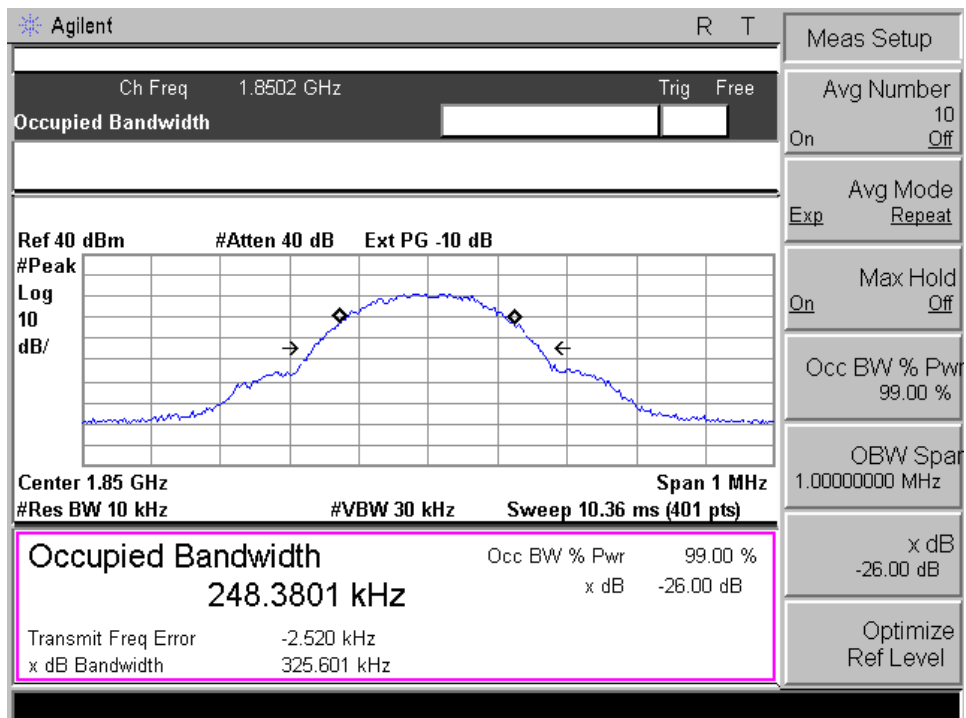 Agilent R T
Ch Freq 1.8502 GHz Trig Free
Occupied Bandwidth
Ref 40 dBm #Atten 40 dB Ext PG -10 dB
#Peak
Log
10
dB/
Center 1.85 GHz Span 1 MHz
#Res BW 10 kHz #VBW 30 kHz Sweep 10.36 ms (401 pts)
Occupied Bandwidth
248.3801 kHz
Occ BW % Pwr 99.00 %
x dB -26.00 dB
Transmit Freq Error -2.520 kHz
x dB Bandwidth 325.601 kHz
Meas Setup
Avg Number
10
On Off
Avg Mode
Exp Repeat
Max Hold
On Off
Occ BW % Pwr
99.00 %
OBW Span
1.00000000 MHz
x dB
-26.00 dB
Optimize
Ref Level